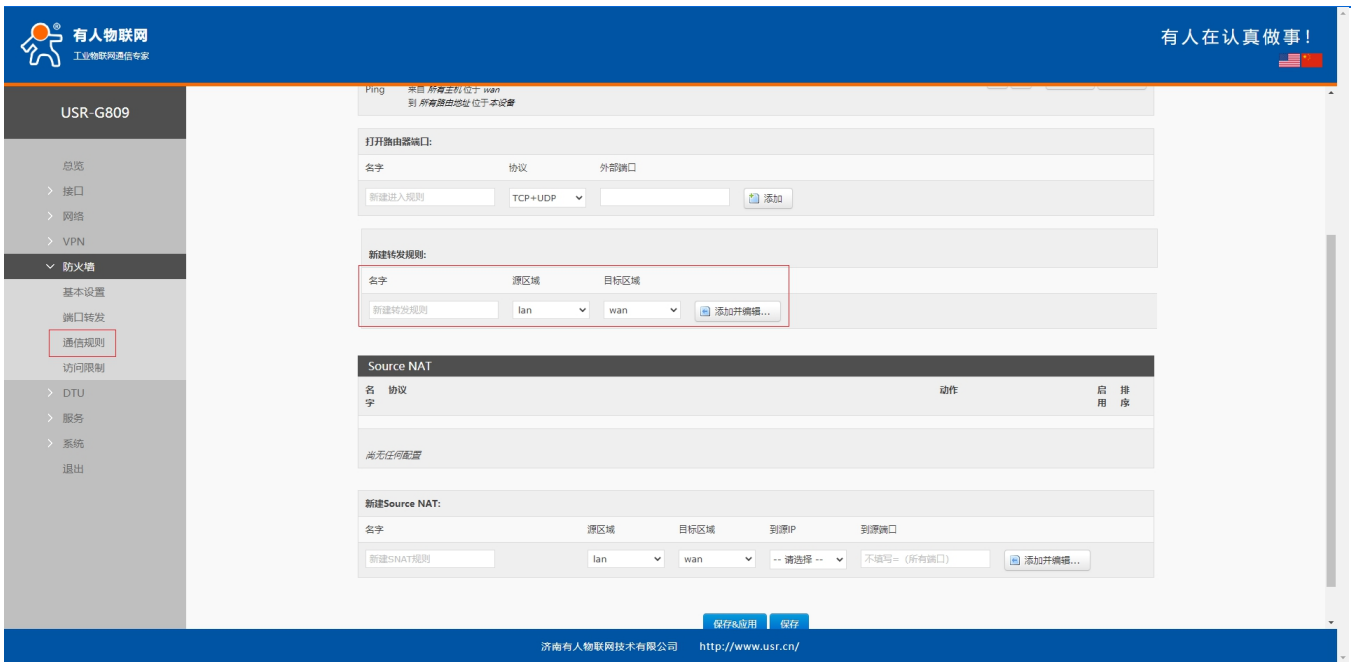 有人物联网
工业物联网通信专家
有人在认真做事！
USR-G809
总览
接口
网络
VPN
防火墙
基本设置
端口转发
通信规则
访问限制
DTU
服务
系统
退出
Ping 来自 所有主机 位于 wan
到 所有路由地址 位于 本设备
打开路由器端口:
名字 协议 外部端口
新建进入规则 TCP+UDP 添加
新建转发规则:
名字 源区域 目标区域
新建转发规则 lan wan 添加并编辑...
Source NAT
名字 协议 动作 启用 排序
尚无任何配置
新建Source NAT:
名字 源区域 目标区域 到源IP 到源端口
新建SNAT规则 lan wan -- 请选择 -- 不填写=（所有端口） 添加并编辑...
保存&应用 保存
济南有人物联网技术有限公司 http://www.usr.cn/